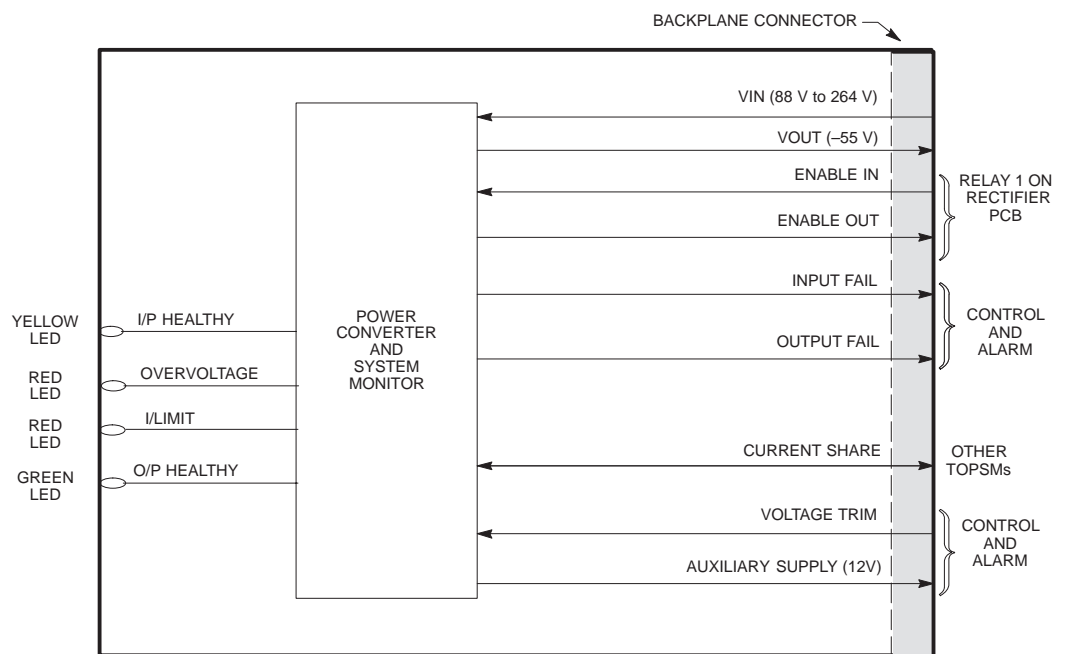 BACKPLANE CONNECTOR
VIN (88 V to 264 V)
VOUT (–55 V)
ENABLE IN
ENABLE OUT
RELAY 1 ON
RECTIFIER
PCB
INPUT FAIL
OUTPUT FAIL
CONTROL
AND
ALARM
YELLOW
LED
I/P HEALTHY
RED
LED
OVERVOLTAGE
RED
LED
I/LIMIT
GREEN
LED
O/P HEALTHY
POWER
CONVERTER
AND
SYSTEM
MONITOR
CURRENT SHARE
OTHER
TOPSMs
VOLTAGE TRIM
AUXILIARY SUPPLY (12V)
CONTROL
AND
ALARM